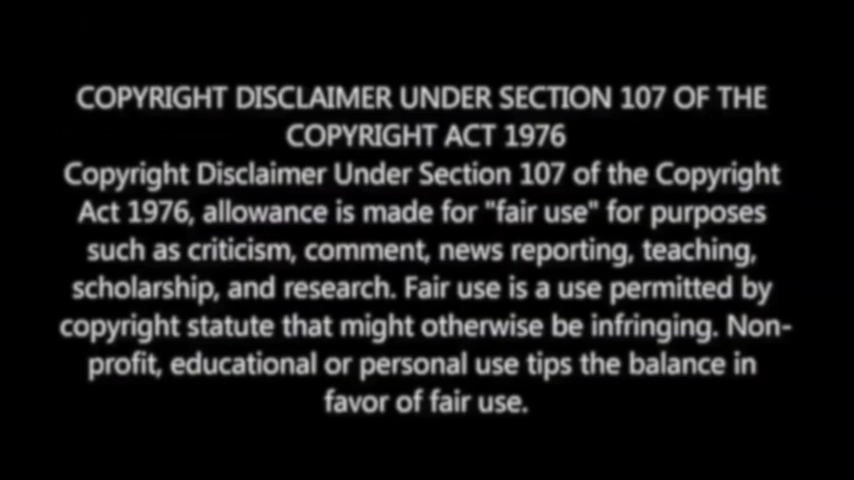 COPYRIGHT DISCLAIMER UNDER SECTION 107 OF THE
COPYRIGHT ACT 1976
Copyright Disclaimer Under Section 107 of the Copyright
Act 1976, allowance is made for "fair use" for purposes
such as criticism, comment, news reporting, teaching,
scholarship, and research. Fair use is a use permitted by
copyright statute that might otherwise be infringing. Non-
profit, educational or personal use tips the balance in
favor of fair use.